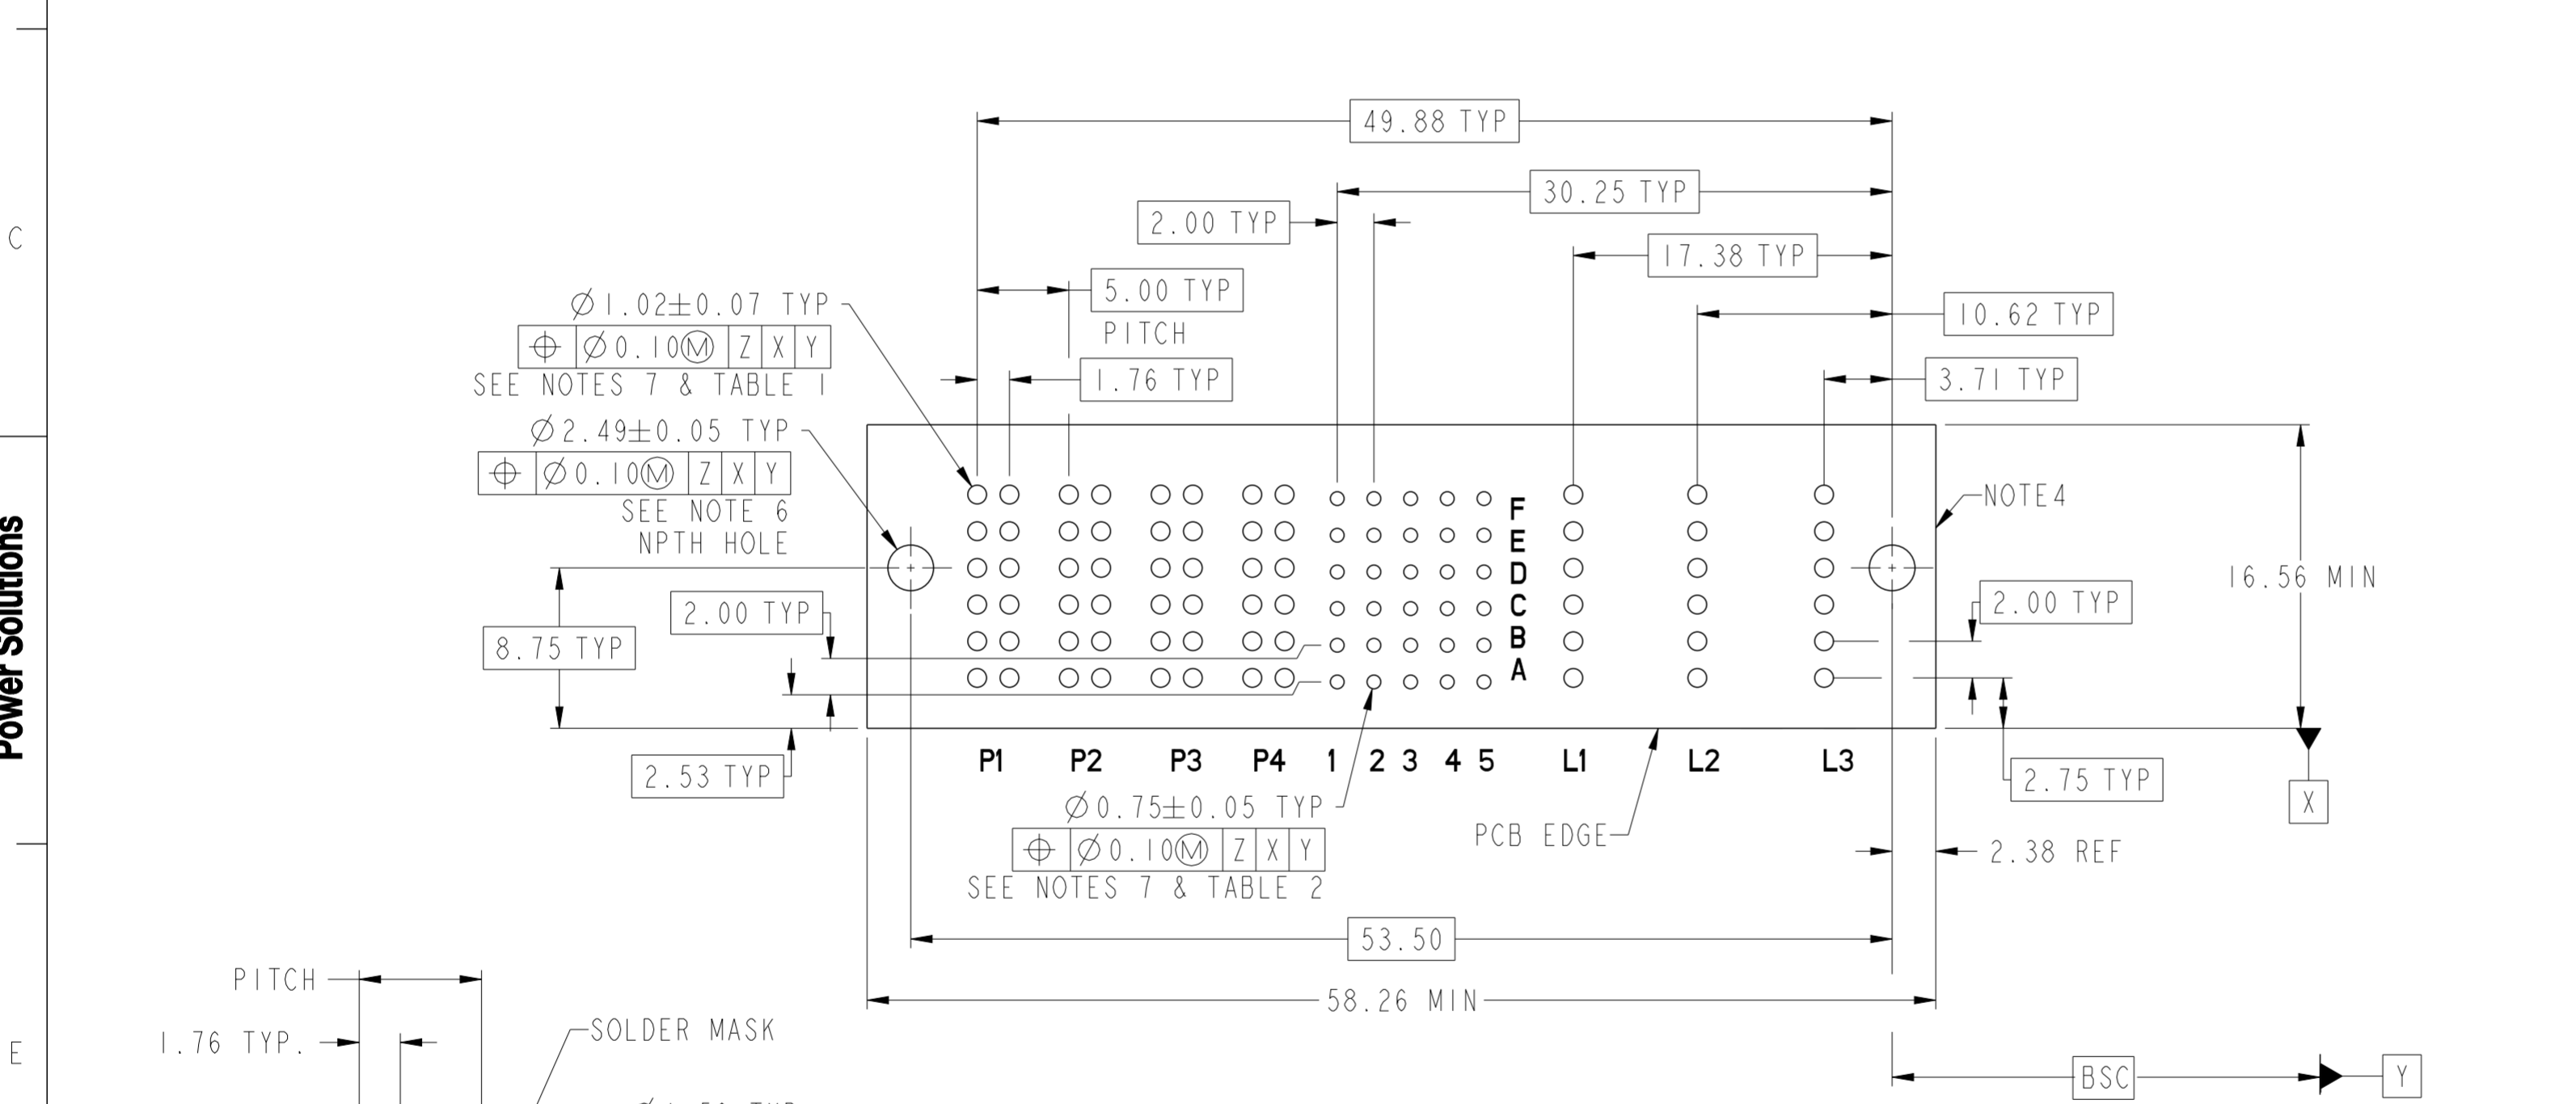 49.88 TYP
30.25 TYP
2.00 TYP
C
17.38 TYP
5.00 TYP
PITCH
10.62 TYP
Ø1.02±0.07 TYP
⌖ Ø0.10Ⓜ Z X Y
SEE NOTES 7 & TABLE 1
1.76 TYP
3.71 TYP
Ø2.49±0.05 TYP
⌖ Ø0.10Ⓜ Z X Y
SEE NOTE 6
NPTH HOLE
NOTE4
F
E
D
C
B
A
16.56 MIN
2.00 TYP
2.00 TYP
8.75 TYP
Power Solutions
2.53 TYP
P1 P2 P3 P4 1 2 3 4 5 L1 L2 L3
2.75 TYP
X
Ø0.75±0.05 TYP
⌖ Ø0.10Ⓜ Z X Y
SEE NOTES 7 & TABLE 2
PCB EDGE
2.38 REF
53.50
PITCH
58.26 MIN
SOLDER MASK
1.76 TYP.
E
BSC
Y